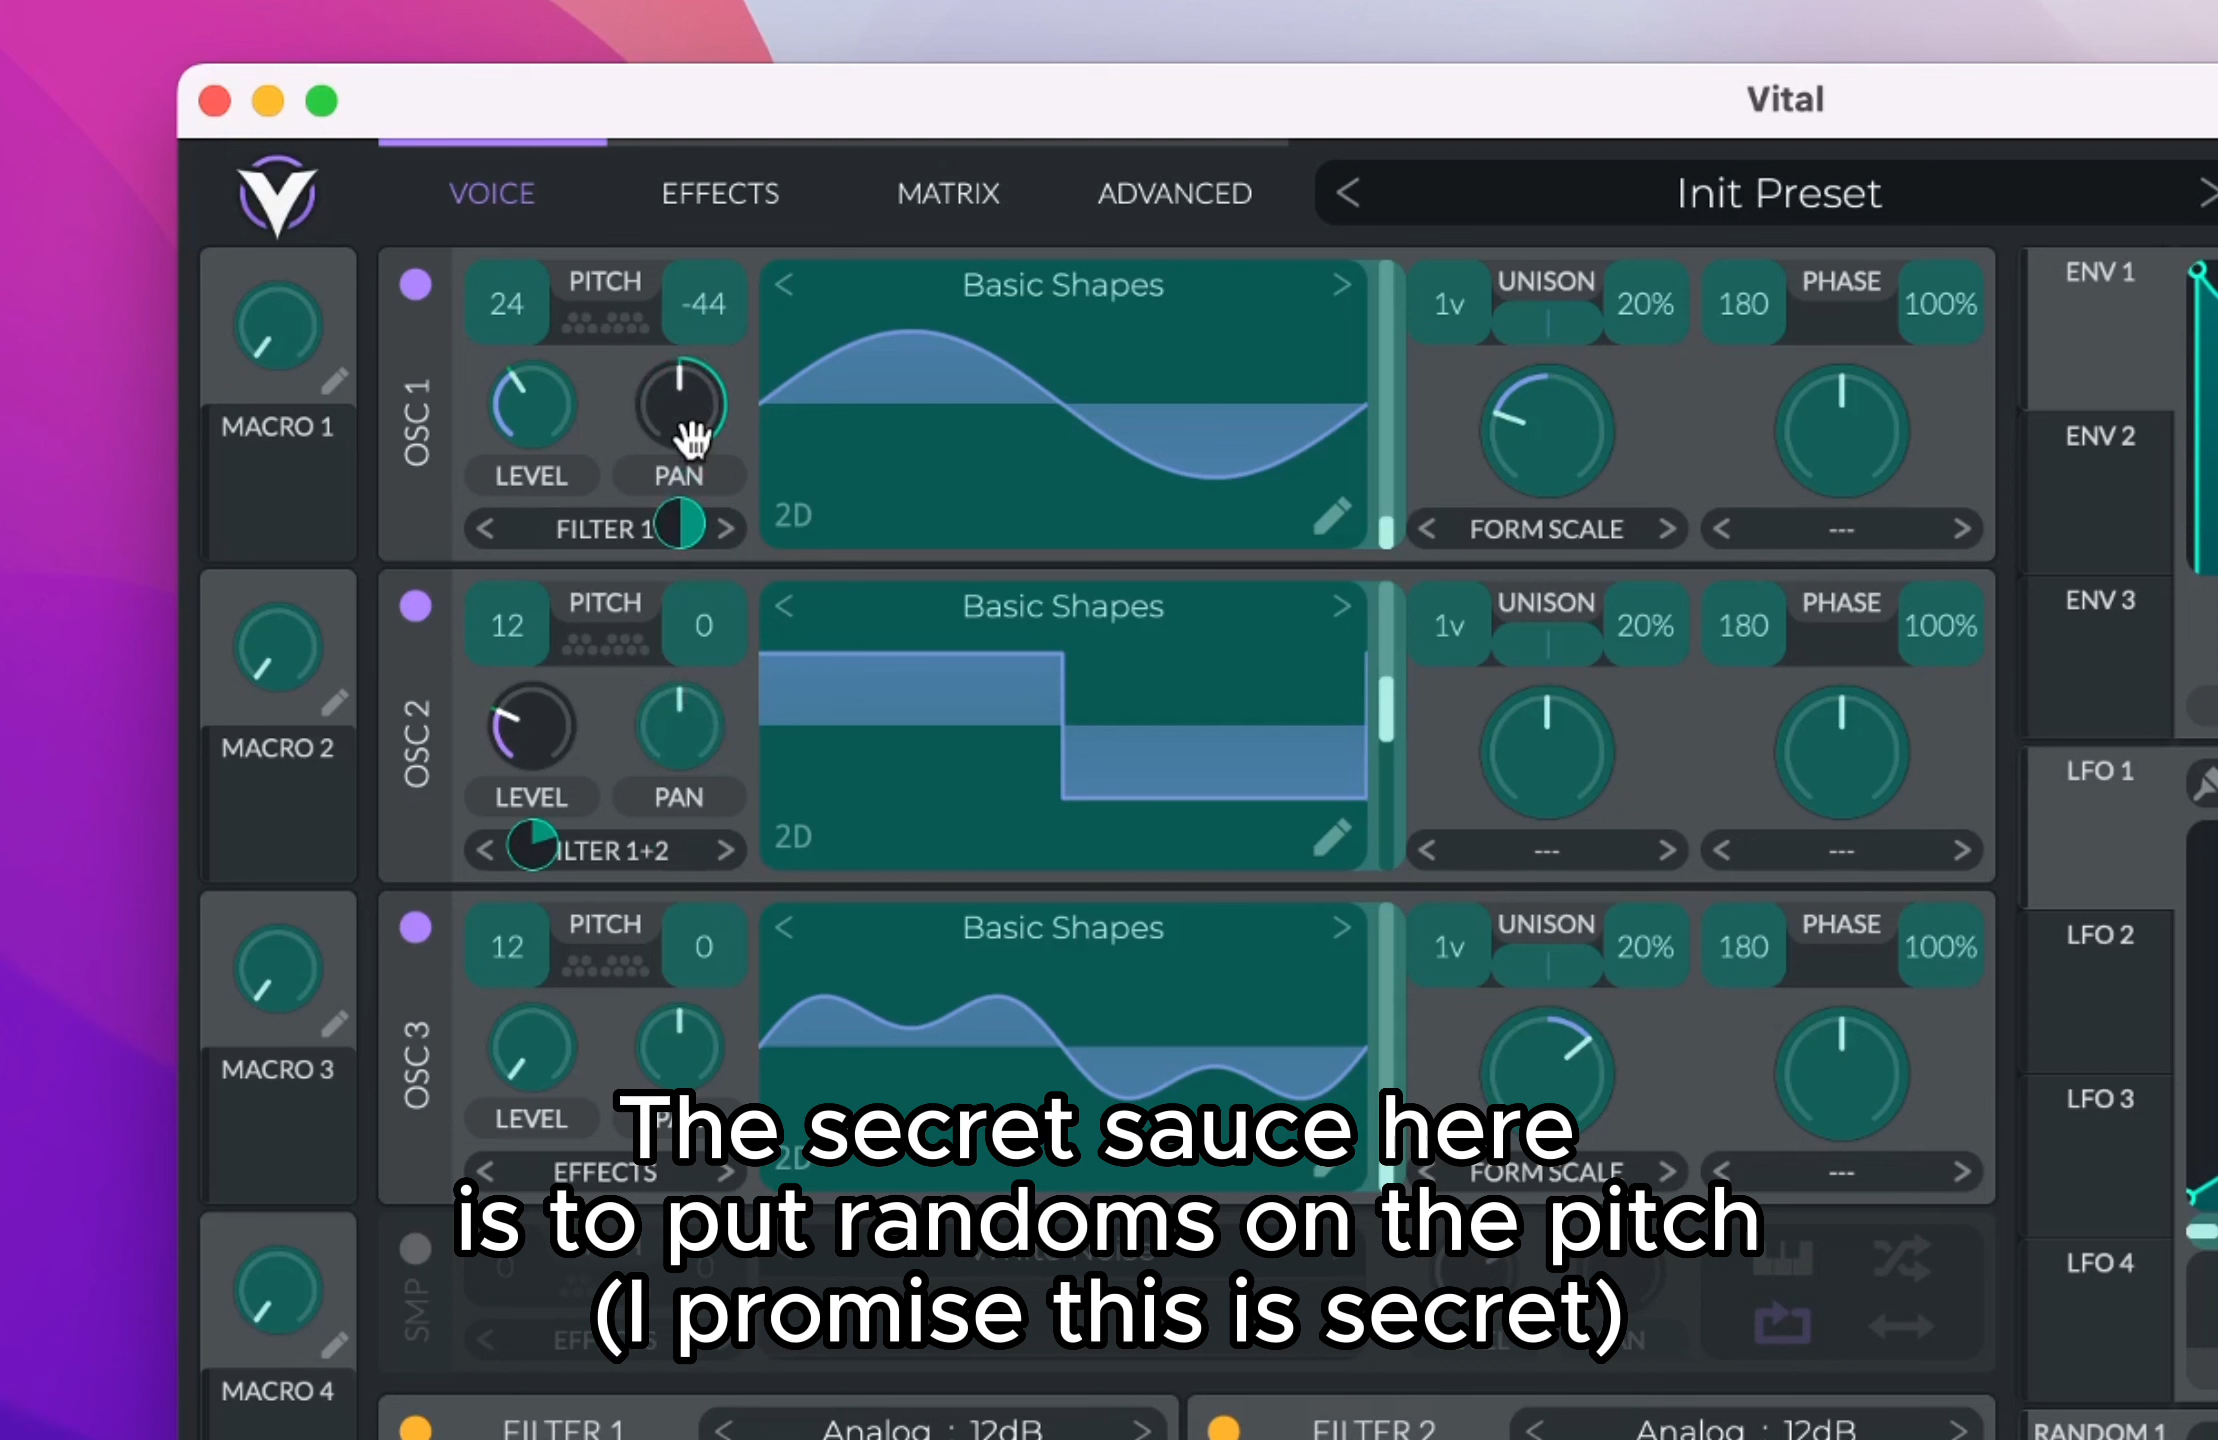 Vital
VOICE EFFECTS MATRIX ADVANCED Init Preset
MACRO 1
OSC 1
24 PITCH -44
LEVEL PAN
FILTER 1
Basic Shapes
2D
1v UNISON 20%
FORM SCALE
180 PHASE 100%
---
ENV 1
ENV 2
ENV 3
MACRO 2
OSC 2
12 PITCH 0
LEVEL PAN
ILTER 1+2
Basic Shapes
2D
1v UNISON 20%
---
180 PHASE 100%
---
LFO 1
LFO 2
LFO 3
LFO 4
MACRO 3
OSC 3
12 PITCH 0
LEVEL
EFFECTS
Basic Shapes
2D
1v UNISON 20%
FORM SCALE
180 PHASE 100%
---
The secret sauce here
is to put randoms on the pitch
(I promise this is secret)
SMP
MACRO 4
FILTER 1 Analog : 12dB
FILTER 2 Analog : 12dB
RANDOM 1